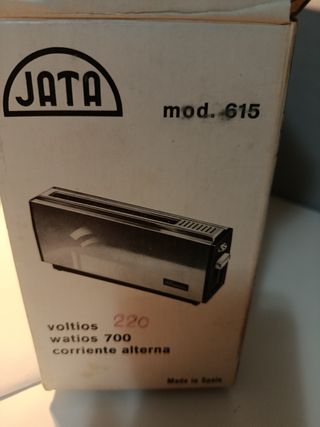 JATA
mod. 615
voltios 220
watios 700
corriente alterna
Made in Spain